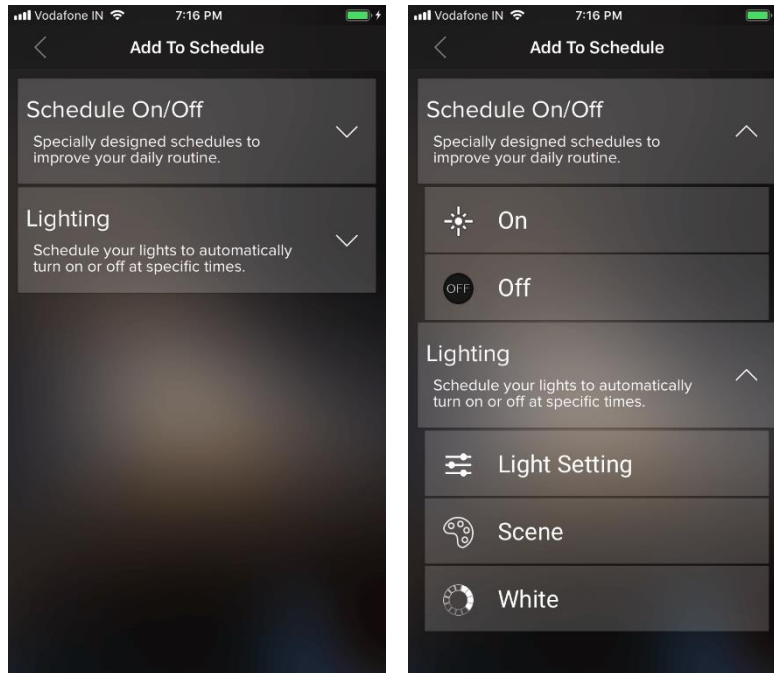 Vodafone IN 7:16 PM
Add To Schedule
Schedule On/Off
Specially designed schedules to
improve your daily routine.
Lighting
Schedule your lights to automatically
turn on or off at specific times.
Vodafone IN 7:16 PM
Add To Schedule
Schedule On/Off
Specially designed schedules to
improve your daily routine.
On
OFF Off
Lighting
Schedule your lights to automatically
turn on or off at specific times.
Light Setting
Scene
White